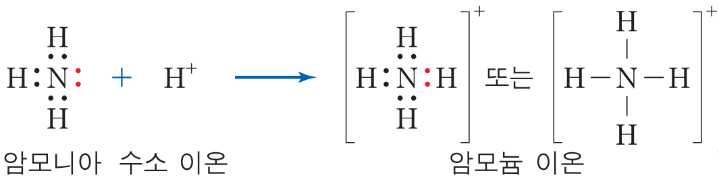 H H H
H:N: + H⁺ → [H:N:H]⁺ 또는 [H-N-H]⁺
H H H
암모니아 수소 이온 암모늄 이온